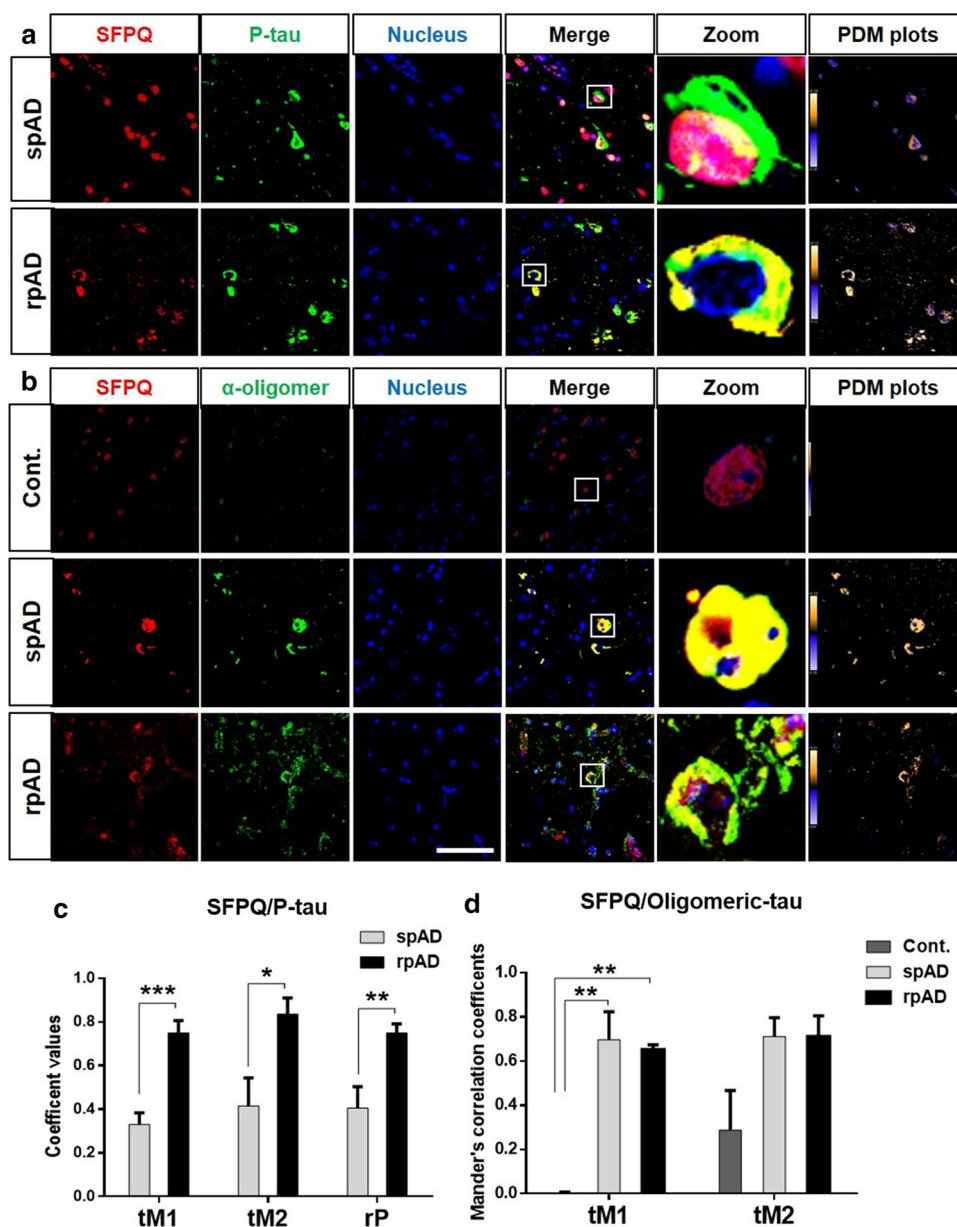 a
SFPQ P-tau Nucleus Merge Zoom PDM plots
spAD
rpAD
b
SFPQ α-oligomer Nucleus Merge Zoom PDM plots
Cont.
spAD
rpAD
c
SFPQ/P-tau
spAD
rpAD
Coefficent values
1.0
0.8
0.6
0.4
0.2
0.0
***
*
**
tM1 tM2 rP
d
SFPQ/Oligomeric-tau
Cont.
spAD
rpAD
Mander's correlation coefficents
1.0
0.8
0.6
0.4
0.2
0.0
**
**
tM1 tM2